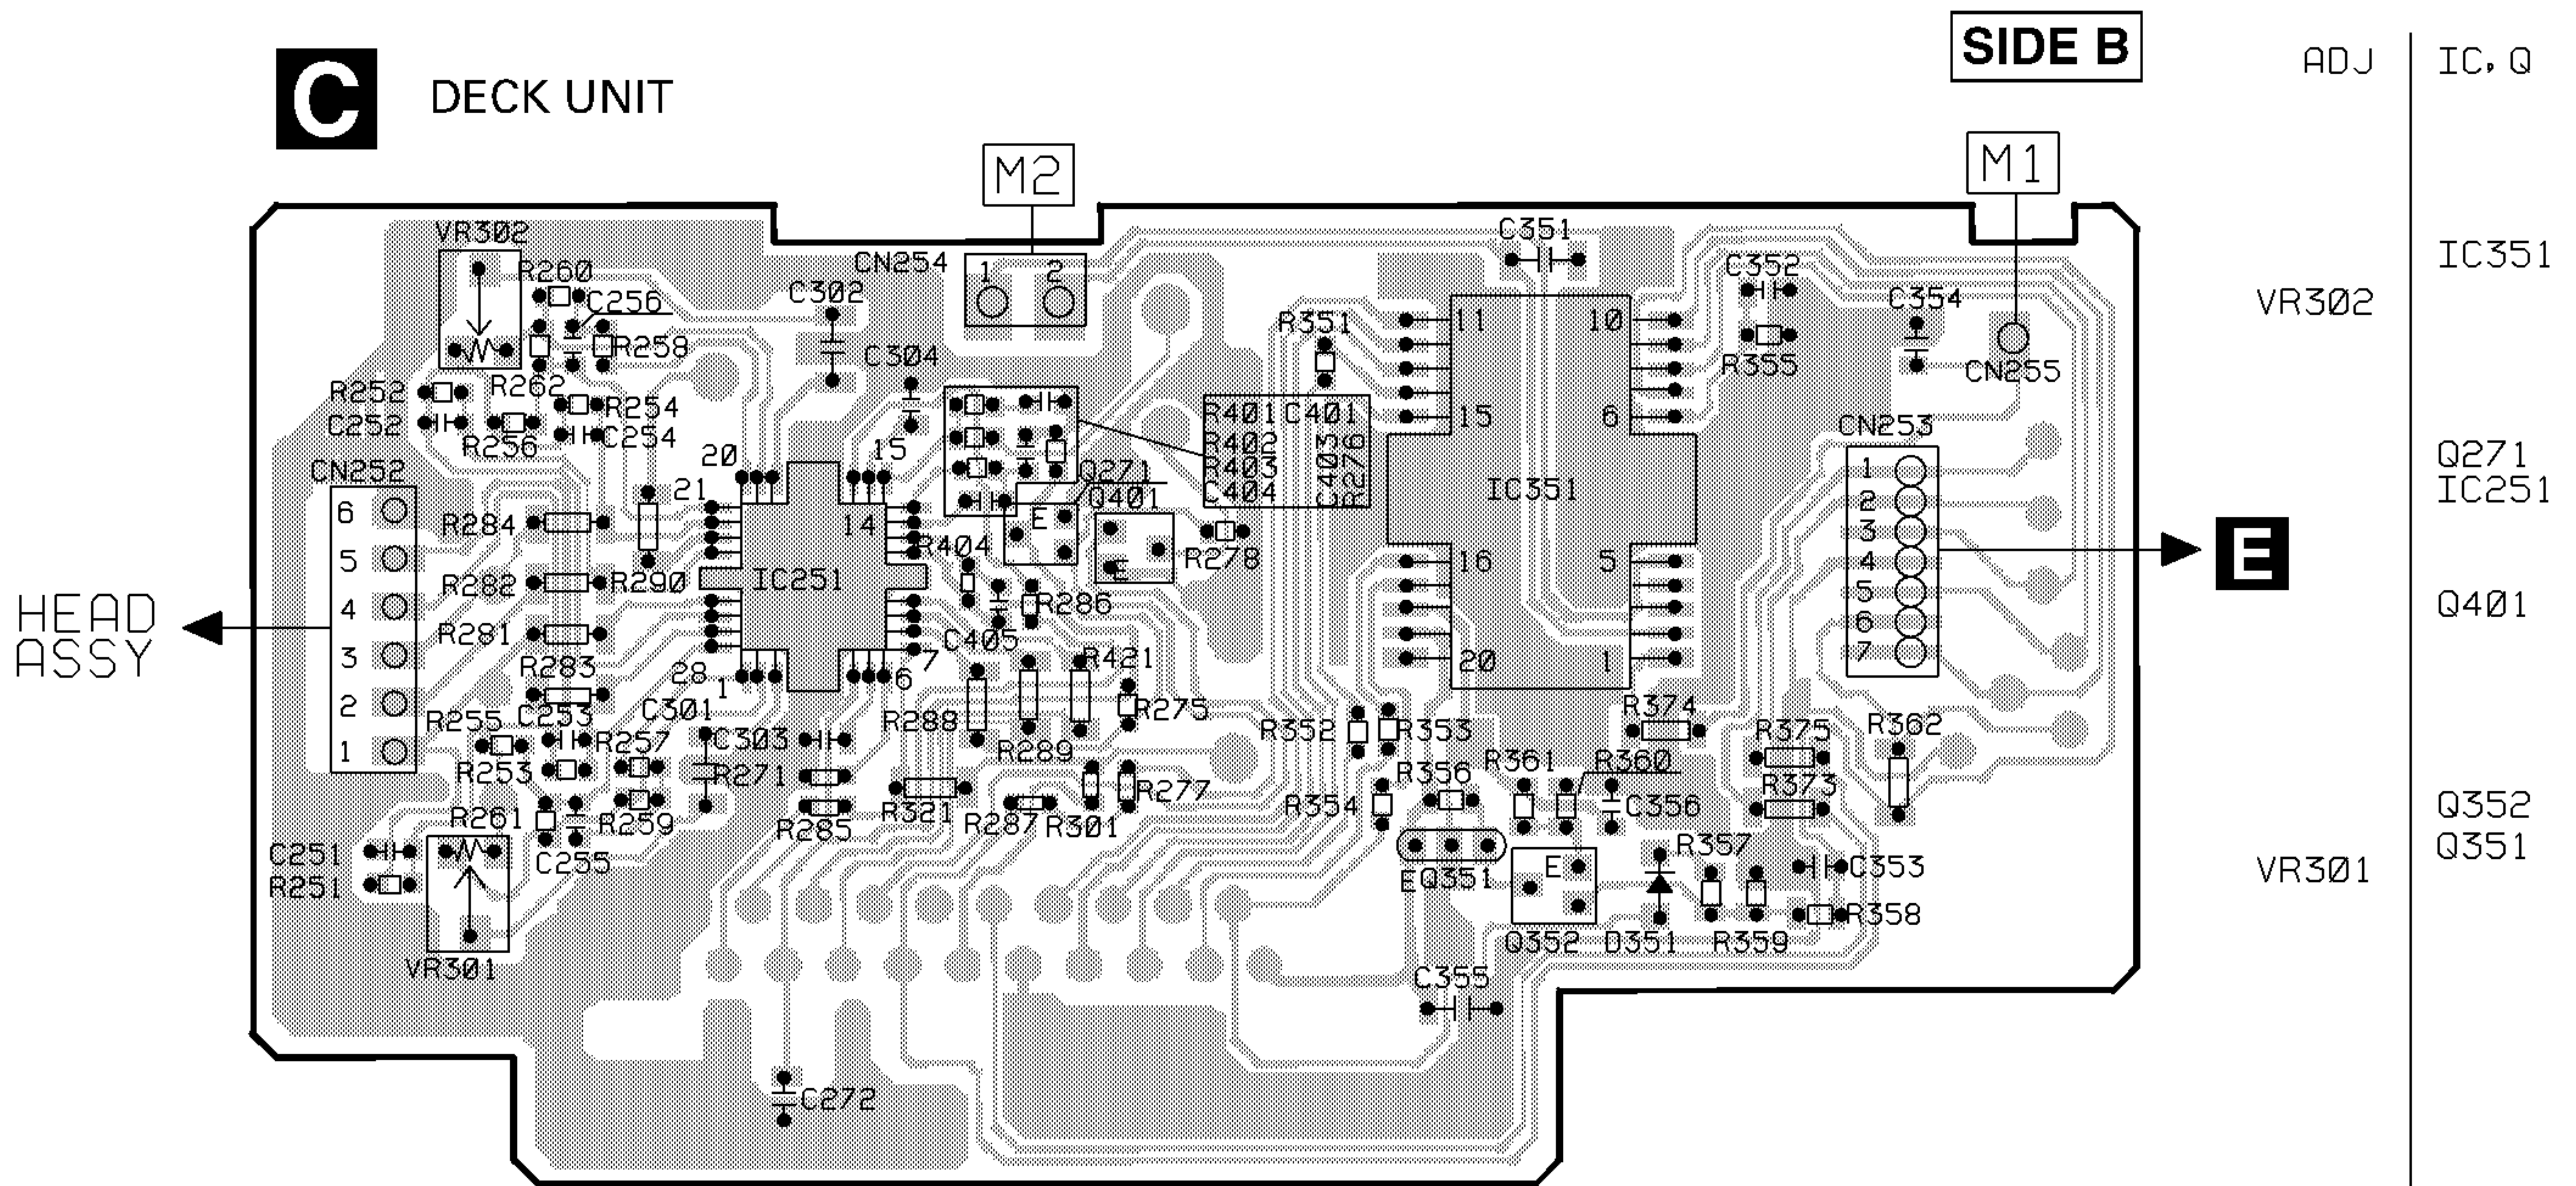 C DECK UNIT
SIDE B
ADJ
IC, Q
M2
M1
VR302
R260
C256
R258
R262
R252
C252
R256
R254
C254
CN252
6
5
4
3
2
1
HEAD
ASSY
R284
R282
R281
R283
R290
R255
C253
R253
R257
R261
R259
C255
C251
R251
VR301
C302
C304
CN254
1 2
20
15
21
14
IC251
28
1
6
7
C301
C303
R271
R285
R321
R288
R289
R287
R301
R277
R275
R421
R286
C405
R404
Q271
Q401
E
E
R278
R401 C401
R402
R403
C404
C403
R276
C272
C351
R351
11
10
15
6
IC351
16
5
20
1
C352
R355
C354
CN255
CN253
1
2
3
4
5
6
7
E
R352
R353
R354
R356
R361
R360
C356
R374
R375
R373
R362
R357
C353
R358
R359
D351
Q352
E
EQ351
C355
IC351
VR302
Q271
IC251
Q401
Q352
Q351
VR301